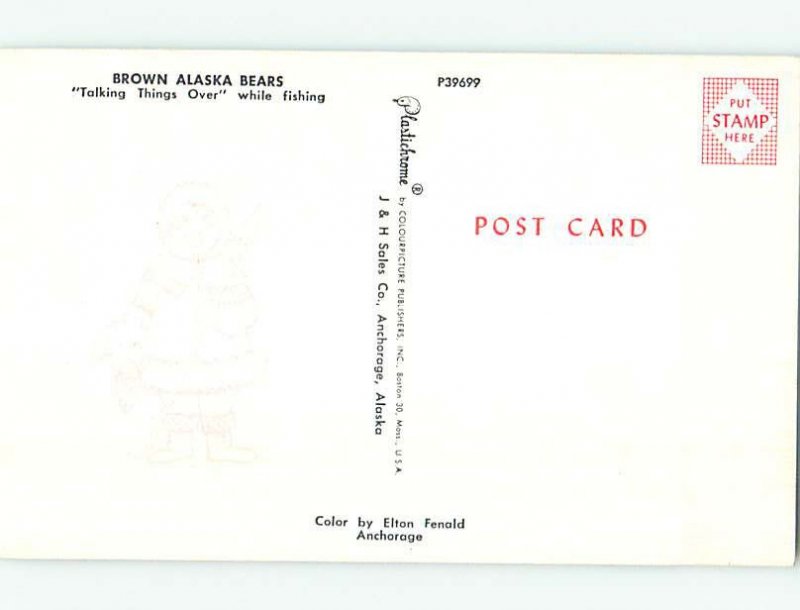 BROWN ALASKA BEARS
"Talking Things Over" while fishing
P39699
PUT
STAMP
HERE
Plastichrome ®
by COLOURPICTURE PUBLISHERS, INC., Boston 30, Mass., U.S.A.
J & H Sales Co., Anchorage, Alaska
POST CARD
Color by Elton Fenald
Anchorage